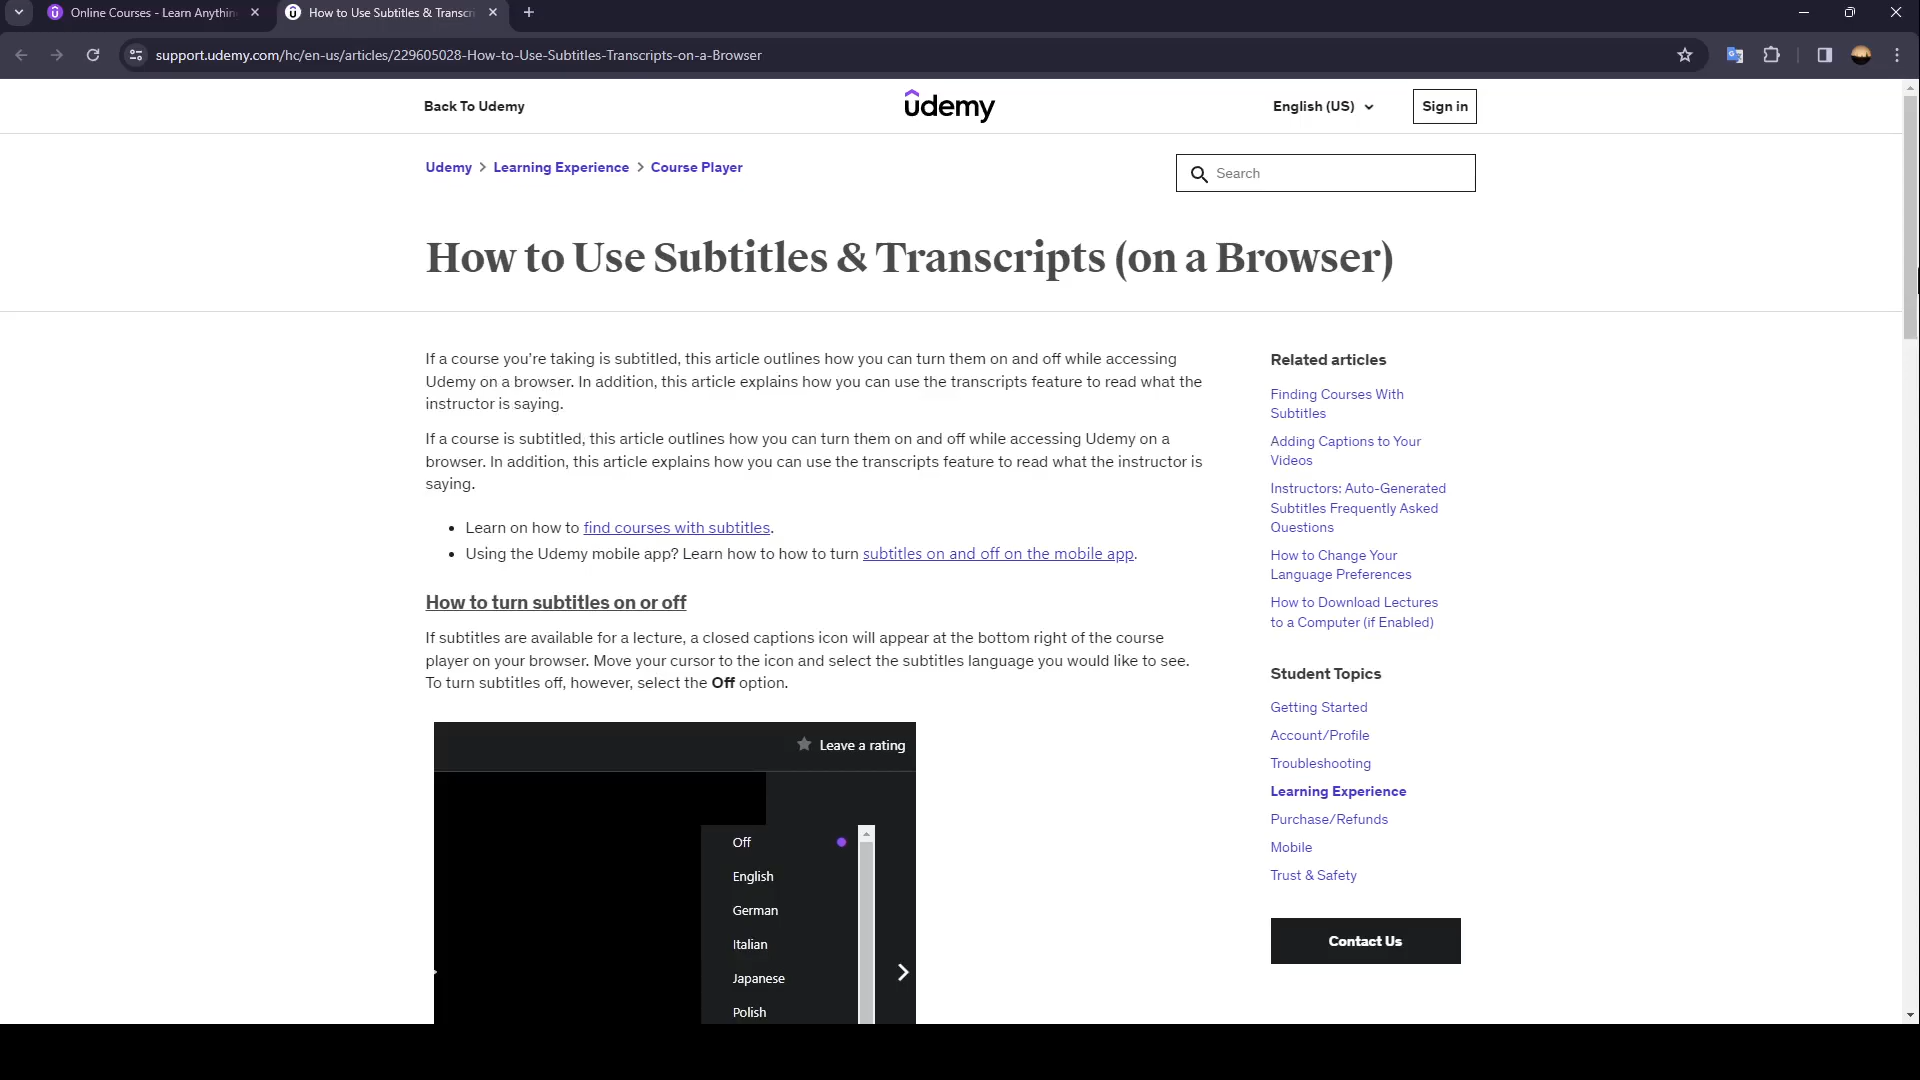 Online Courses - Learn Anythin
How to Use Subtitles & Transcri
support.udemy.com/hc/en-us/articles/229605028-How-to-Use-Subtitles-Transcripts-on-a-Browser
Back To Udemy
ûdemy
English (US)
Sign in
Udemy > Learning Experience > Course Player
Search
How to Use Subtitles & Transcripts (on a Browser)
If a course you’re taking is subtitled, this article outlines how you can turn them on and off while accessing
Udemy on a browser. In addition, this article explains how you can use the transcripts feature to read what the
instructor is saying.
If a course is subtitled, this article outlines how you can turn them on and off while accessing Udemy on a
browser. In addition, this article explains how you can use the transcripts feature to read what the instructor is
saying.
• Learn on how to find courses with subtitles.
• Using the Udemy mobile app? Learn how to how to turn subtitles on and off on the mobile app.
How to turn subtitles on or off
If subtitles are available for a lecture, a closed captions icon will appear at the bottom right of the course
player on your browser. Move your cursor to the icon and select the subtitles language you would like to see.
To turn subtitles off, however, select the Off option.
Leave a rating
Off
English
German
Italian
Japanese
Polish
Related articles
Finding Courses With
Subtitles
Adding Captions to Your
Videos
Instructors: Auto-Generated
Subtitles Frequently Asked
Questions
How to Change Your
Language Preferences
How to Download Lectures
to a Computer (if Enabled)
Student Topics
Getting Started
Account/Profile
Troubleshooting
Learning Experience
Purchase/Refunds
Mobile
Trust & Safety
Contact Us